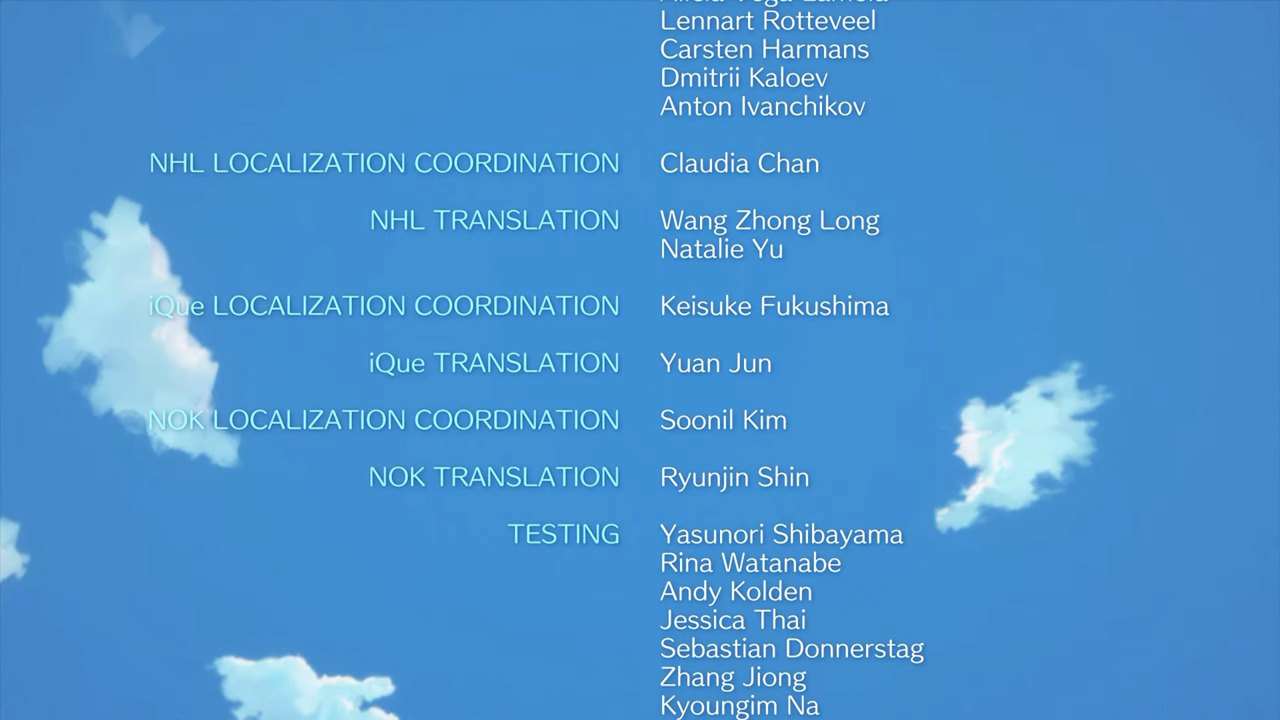 Lennart Rotteveel
Carsten Harmans
Dmitrii Kaloev
Anton Ivanchikov
NHL LOCALIZATION COORDINATION Claudia Chan
NHL TRANSLATION Wang Zhong Long
Natalie Yu
iQue LOCALIZATION COORDINATION Keisuke Fukushima
iQue TRANSLATION Yuan Jun
NOK LOCALIZATION COORDINATION Soonil Kim
NOK TRANSLATION Ryunjin Shin
TESTING Yasunori Shibayama
Rina Watanabe
Andy Kolden
Jessica Thai
Sebastian Donnerstag
Zhang Jiong
Kyoungim Na